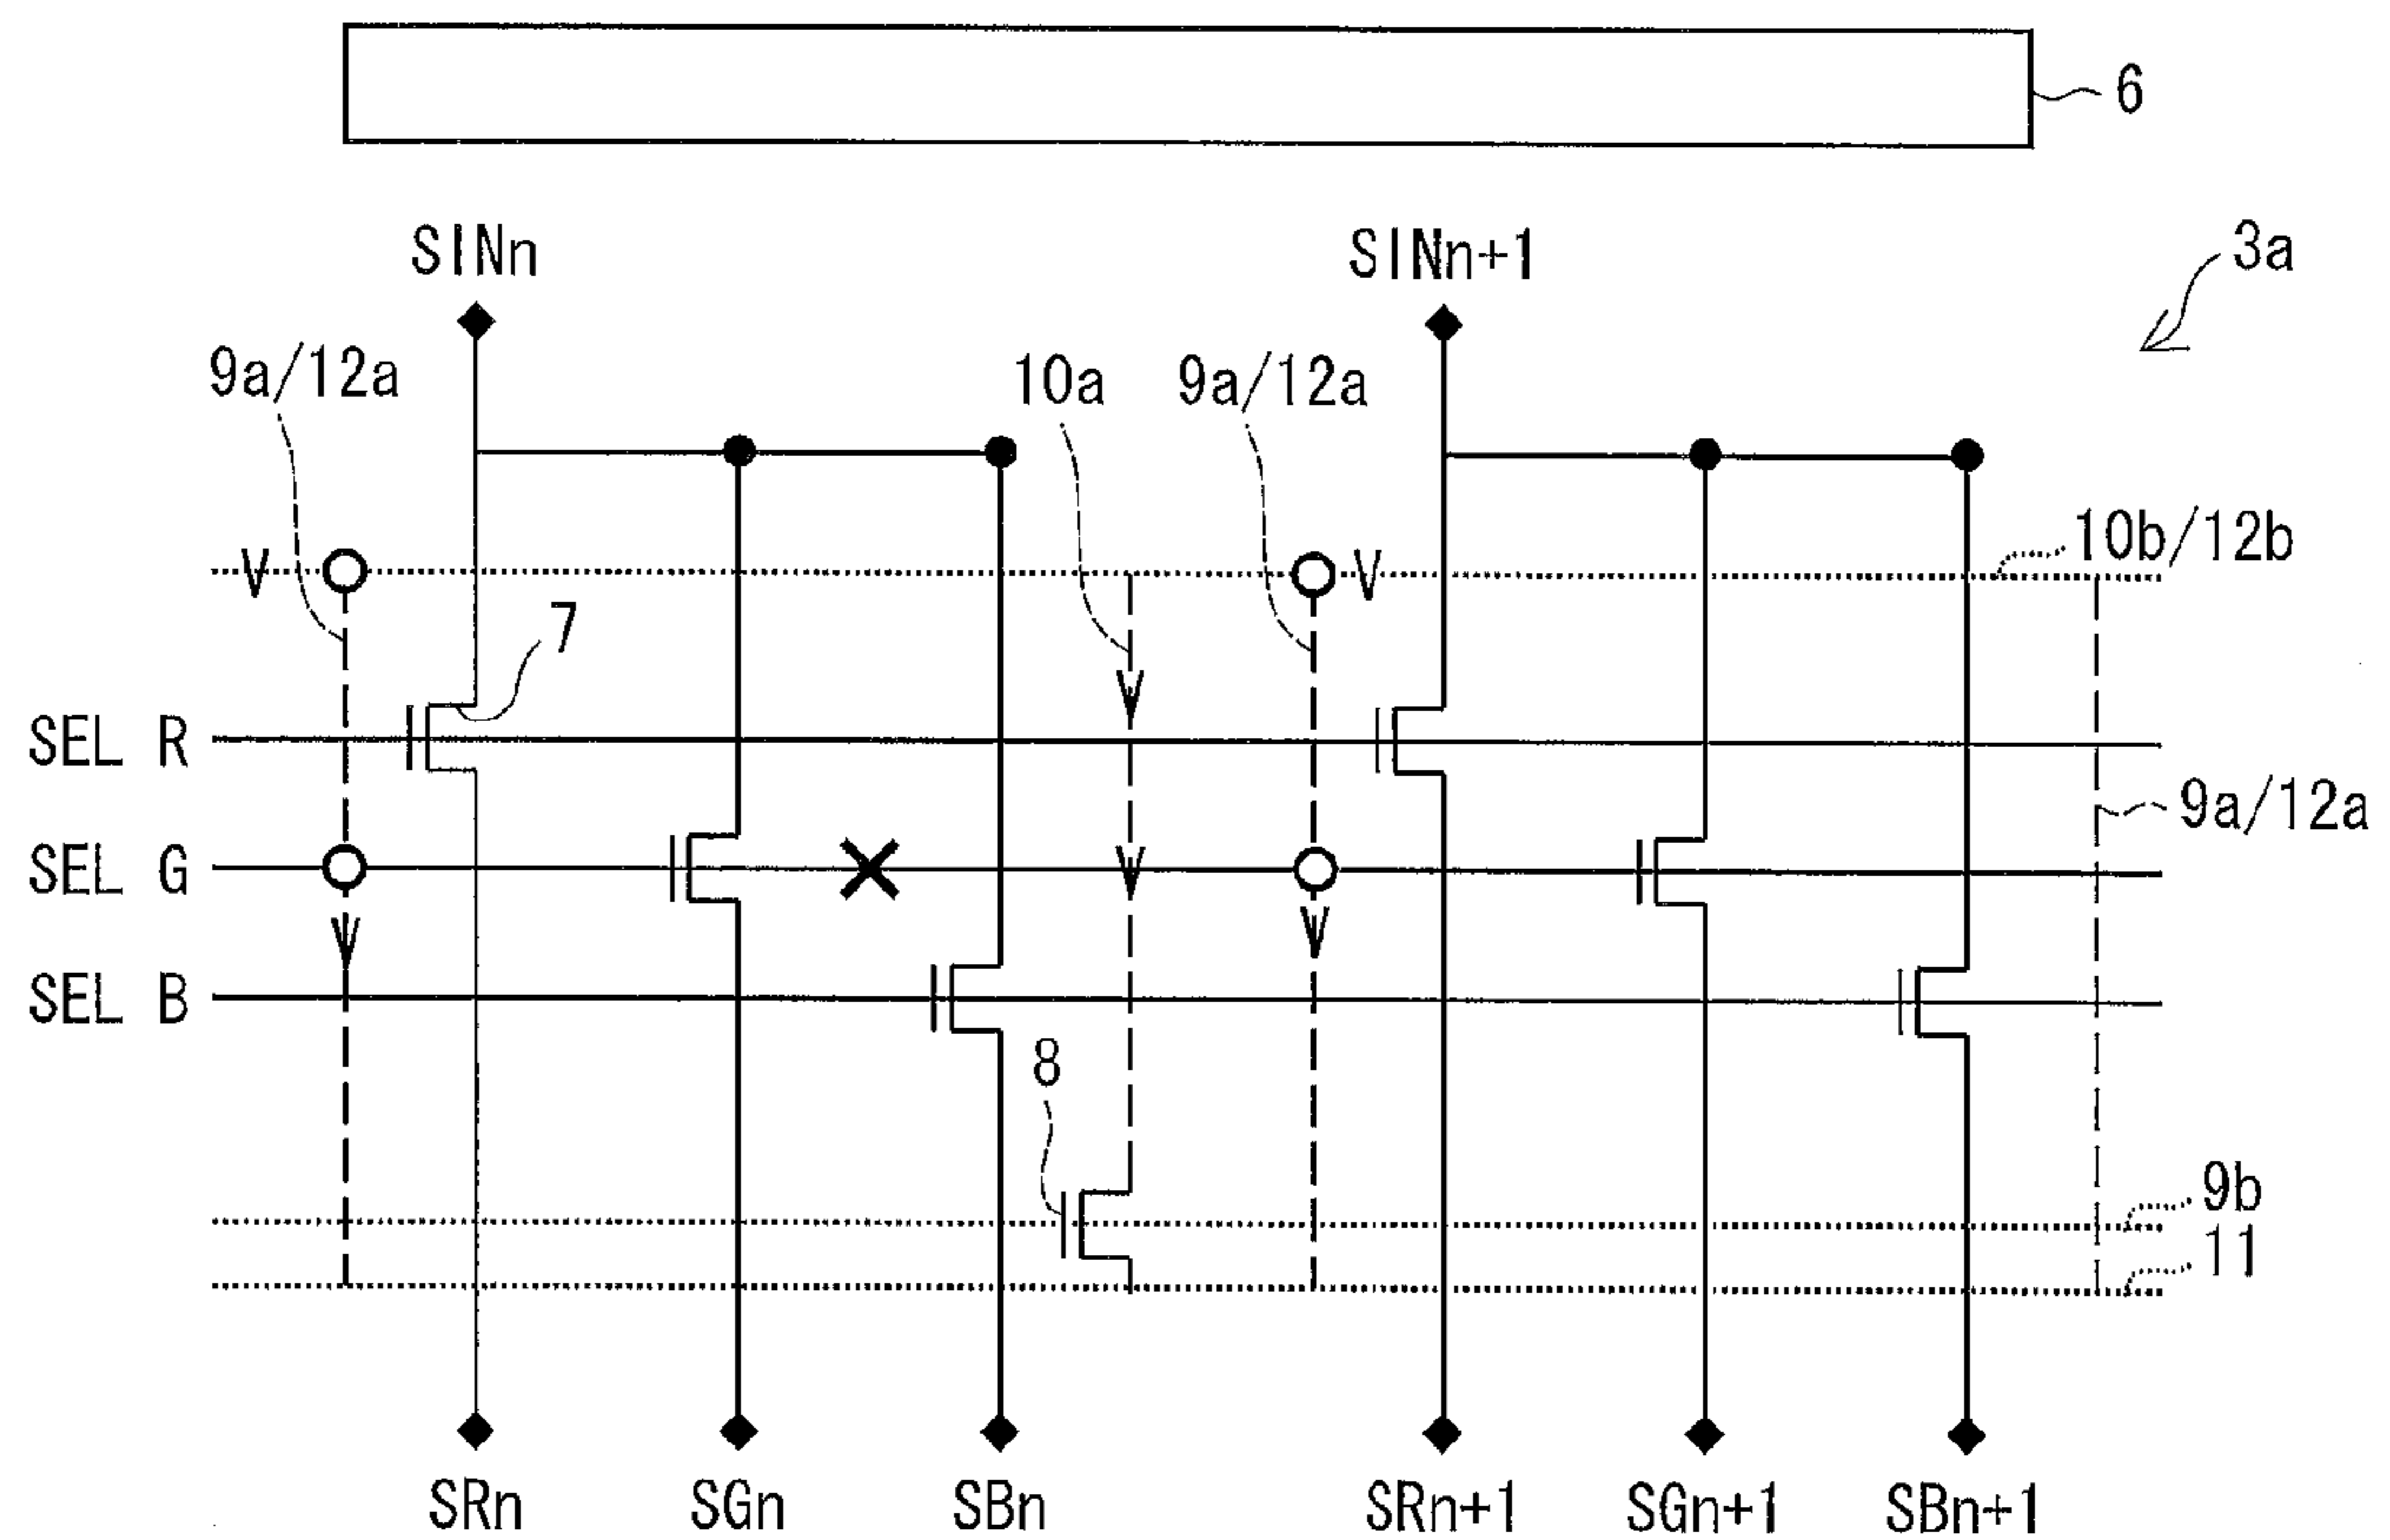 6
SINn
SINn+1
3a
9a/12a
10a
9a/12a
10b/12b
7
SEL R
SEL G
9a/12a
SEL B
8
9b
11
SRn
SGn
SBn
SRn+1
SGn+1
SBn+1